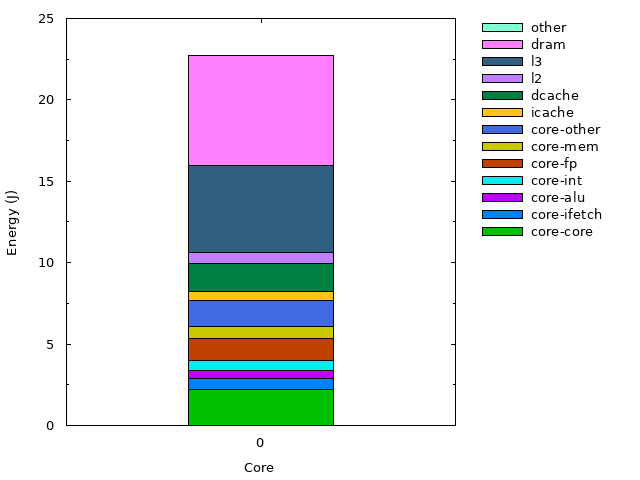 25
20
15
10
5
0
Energy (J)
0
Core
other
dram
l3
l2
dcache
icache
core-other
core-mem
core-fp
core-int
core-alu
core-ifetch
core-core